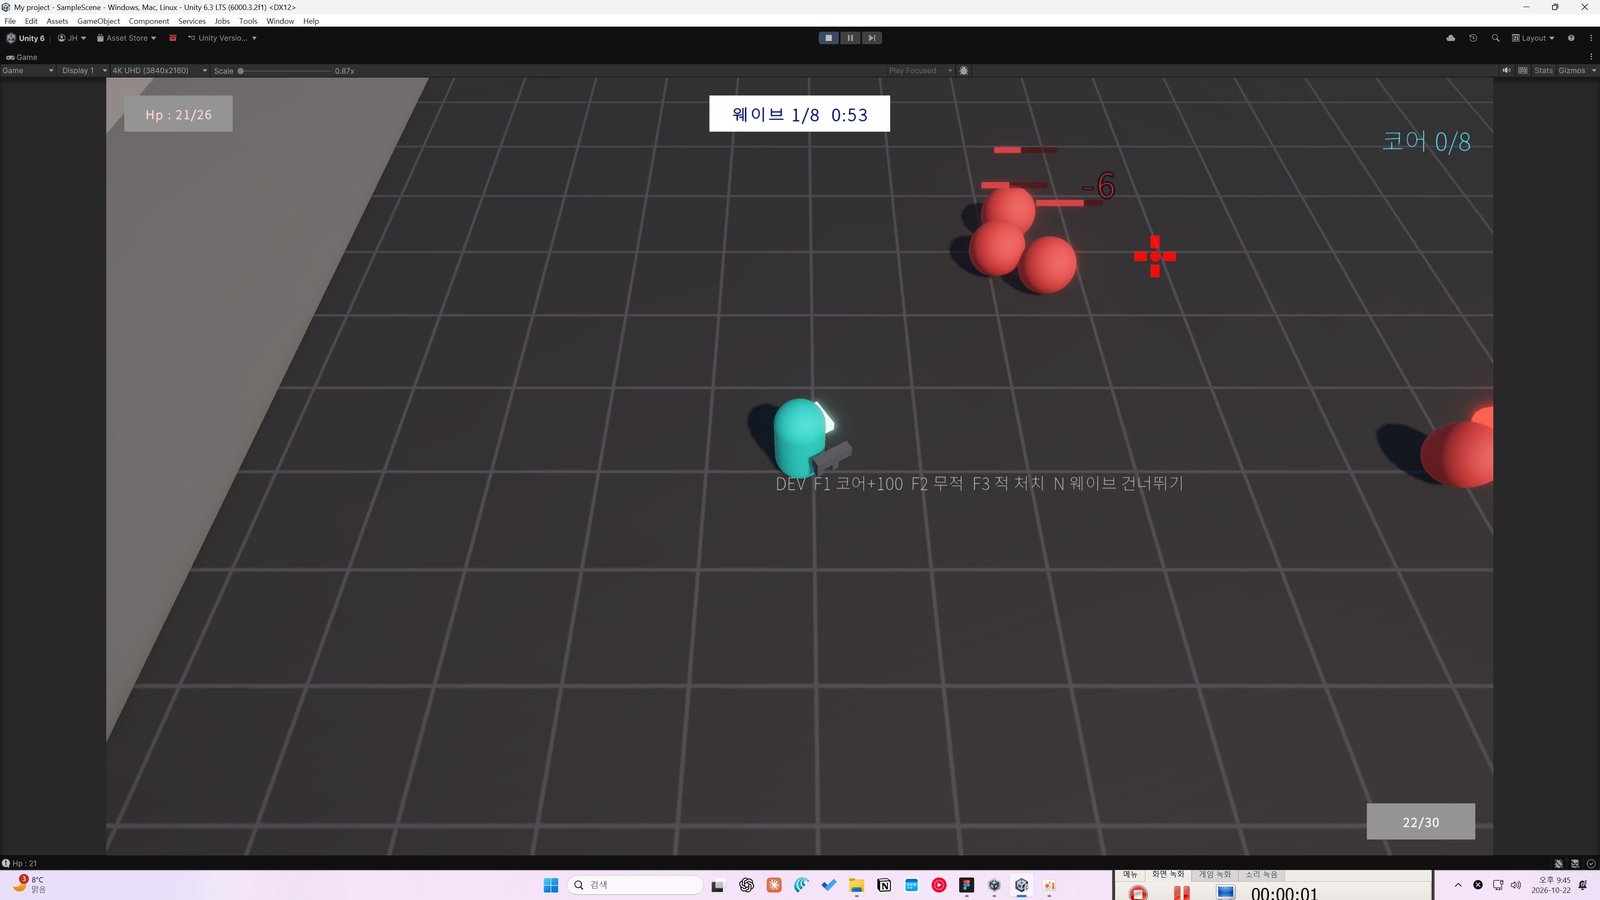 My project - SampleScene - Windows, Mac, Linux - Unity 6.3 LTS (6000.3.2f1) <DX12>
File Edit Assets GameObject Component Services Jobs Tools Window Help
Unity 6 JH Asset Store Unity Versio... Layout
Game
Game Display 1 4K UHD (3840x2160) Scale 0.87x Play Focused Stats Gizmos
Hp : 21/26
웨이브 1/8 0:53
코어 0/8
-6
DEV F1 코어+100 F2 무적 F3 적 처치 N 웨이브 건너뛰기
22/30
Hp : 21
3
8°C
맑음
검색
메뉴 화면 녹화 게임 녹화 소리 녹음
00:00:01
오후 9:45
2026-10-22